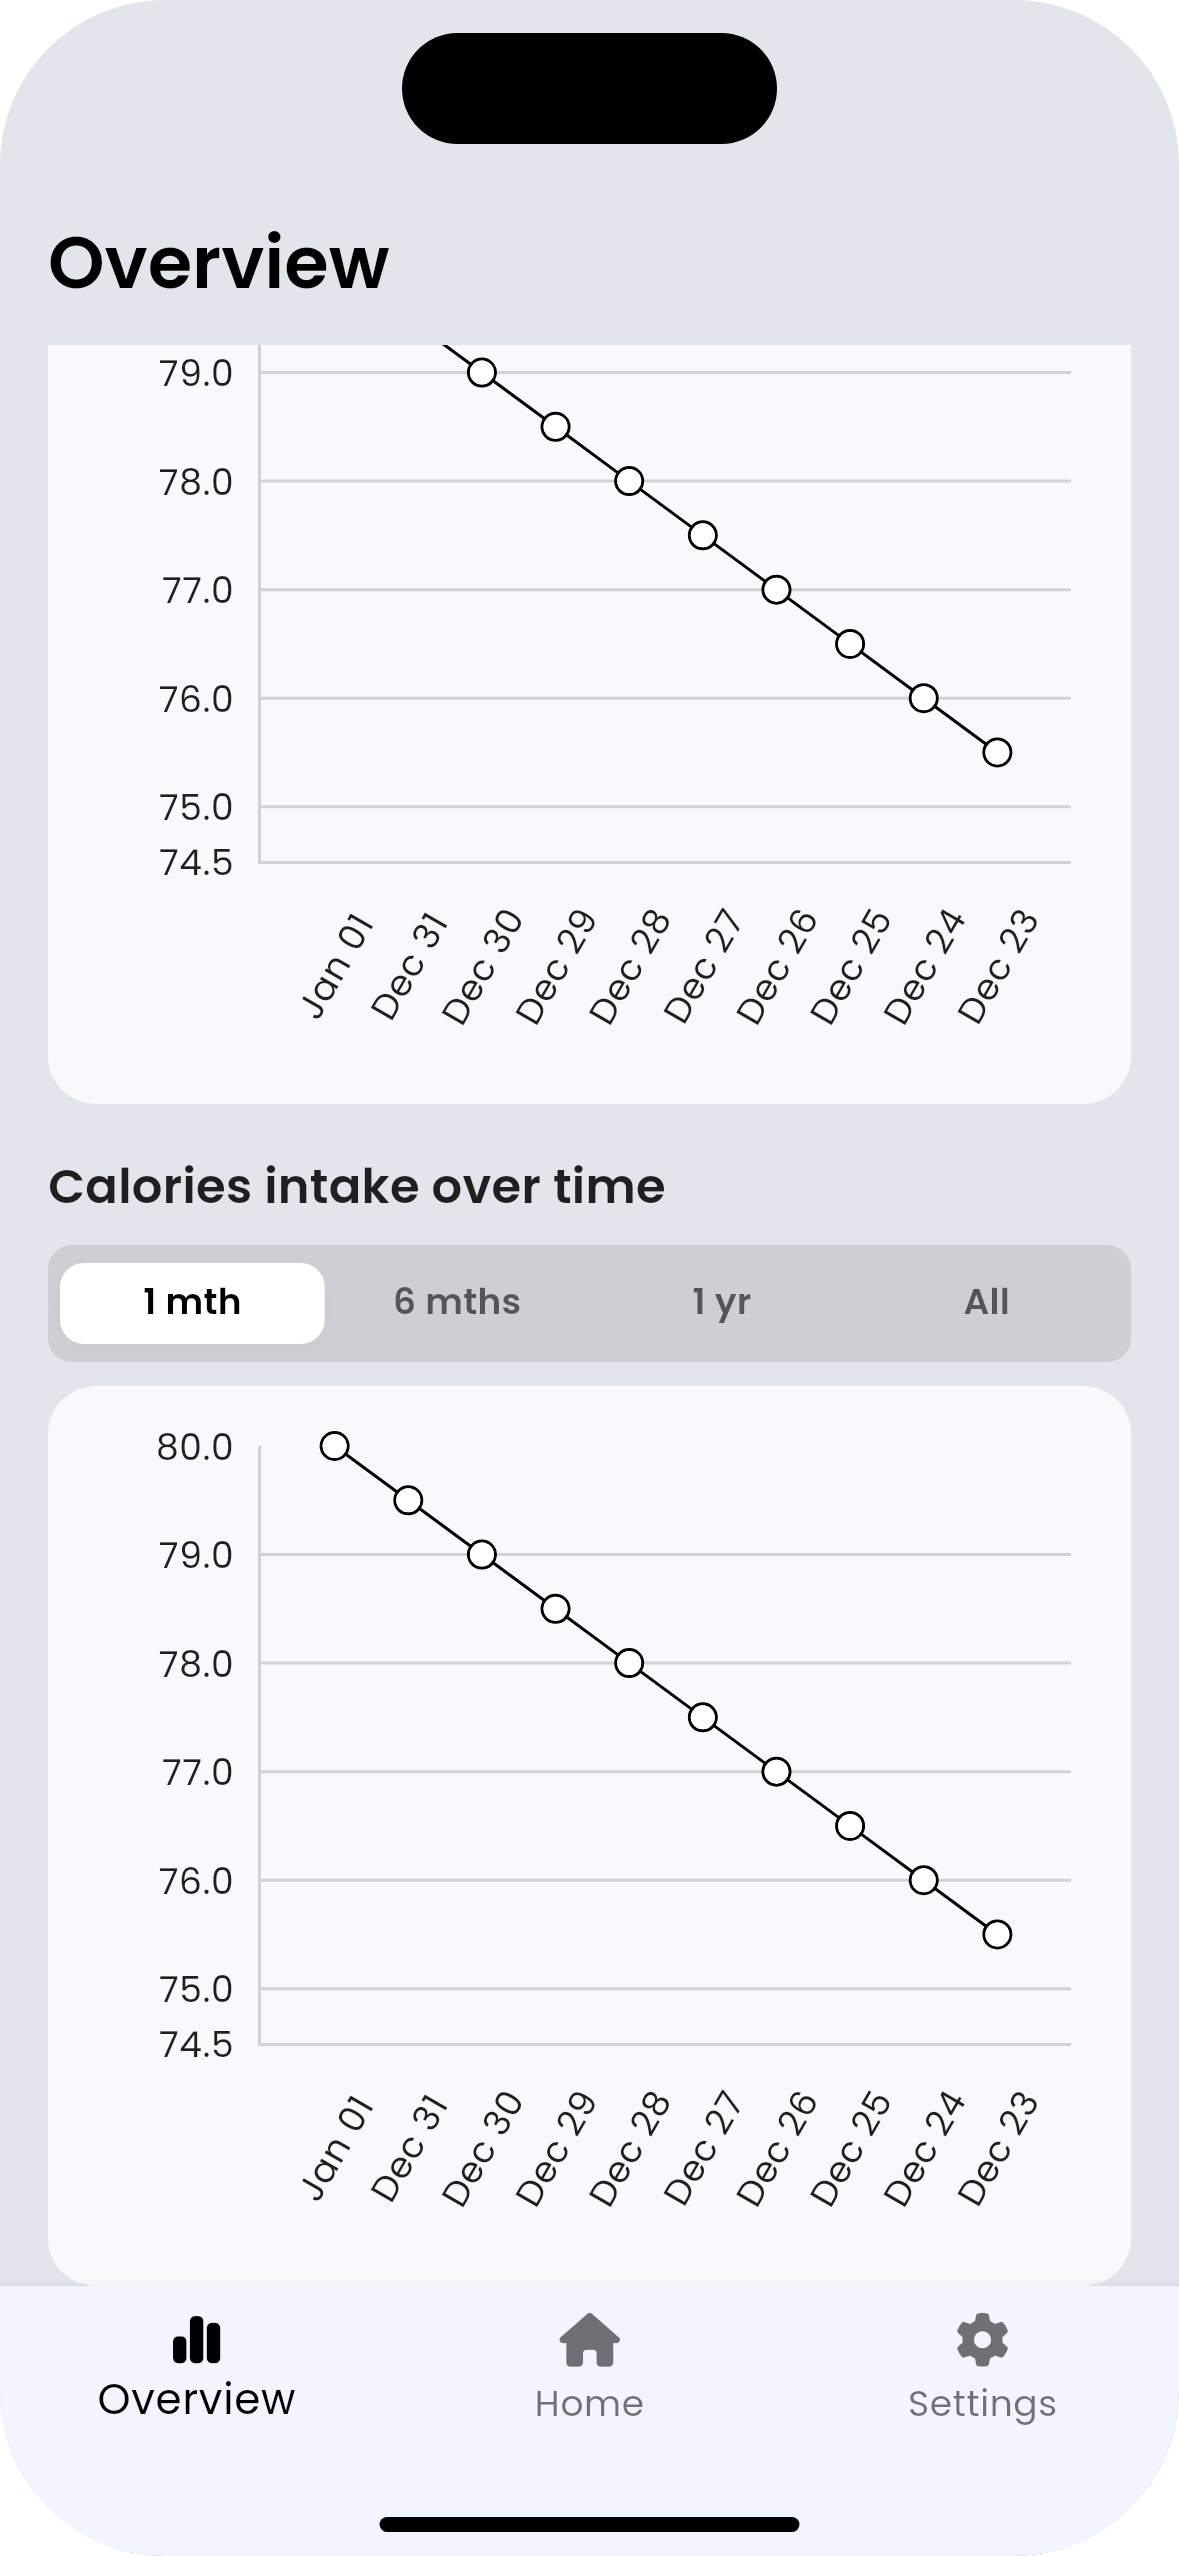 Overview
79.0
78.0
77.0
76.0
75.0
74.5
Jan 01
Dec 31
Dec 30
Dec 29
Dec 28
Dec 27
Dec 26
Dec 25
Dec 24
Dec 23
Calories intake over time
1 mth 6 mths 1 yr All
80.0
79.0
78.0
77.0
76.0
75.0
74.5
Jan 01
Dec 31
Dec 30
Dec 29
Dec 28
Dec 27
Dec 26
Dec 25
Dec 24
Dec 23
Overview Home Settings